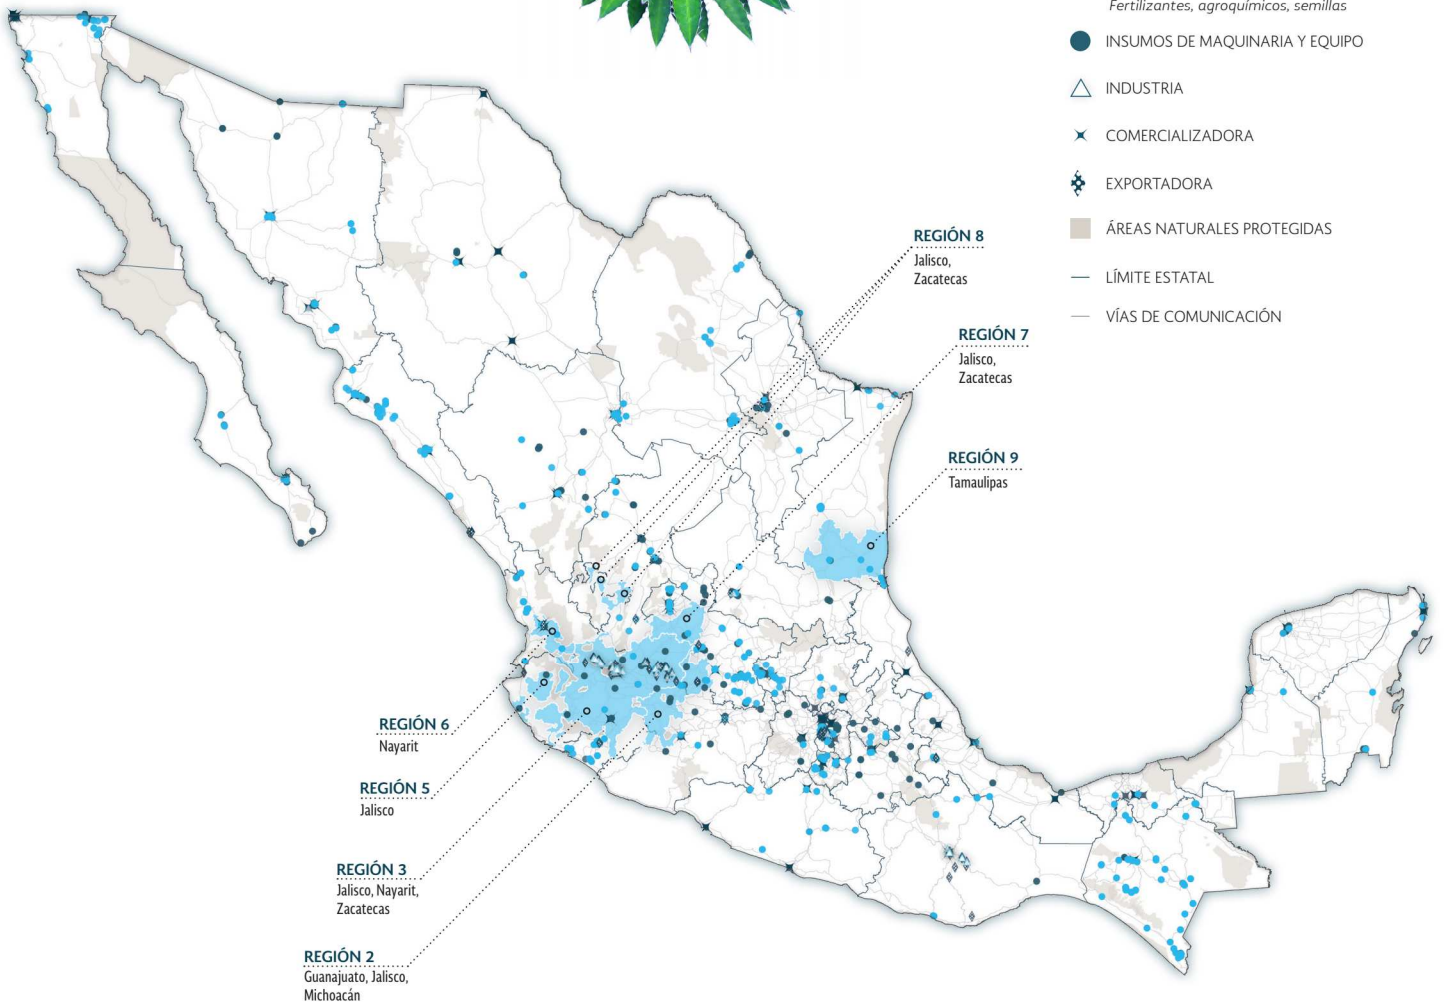 Fertilizantes, agroquímicos, semillas
INSUMOS DE MAQUINARIA Y EQUIPO
INDUSTRIA
COMERCIALIZADORA
EXPORTADORA
ÁREAS NATURALES PROTEGIDAS
LÍMITE ESTATAL
VÍAS DE COMUNICACIÓN
REGIÓN 8
Jalisco,
Zacatecas
REGIÓN 7
Jalisco,
Zacatecas
REGIÓN 9
Tamaulipas
REGIÓN 6
Nayarit
REGIÓN 5
Jalisco
REGIÓN 3
Jalisco, Nayarit,
Zacatecas
REGIÓN 2
Guanajuato, Jalisco,
Michoacán